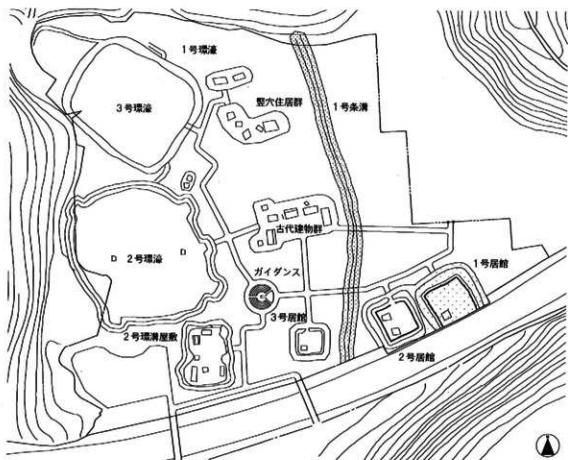 1号環濠
3号環濠
竪穴住居群
1号条溝
古代建物群
2号環濠
ガイダンス
1号居館
3号居館
2号環溝屋敷
2号居館